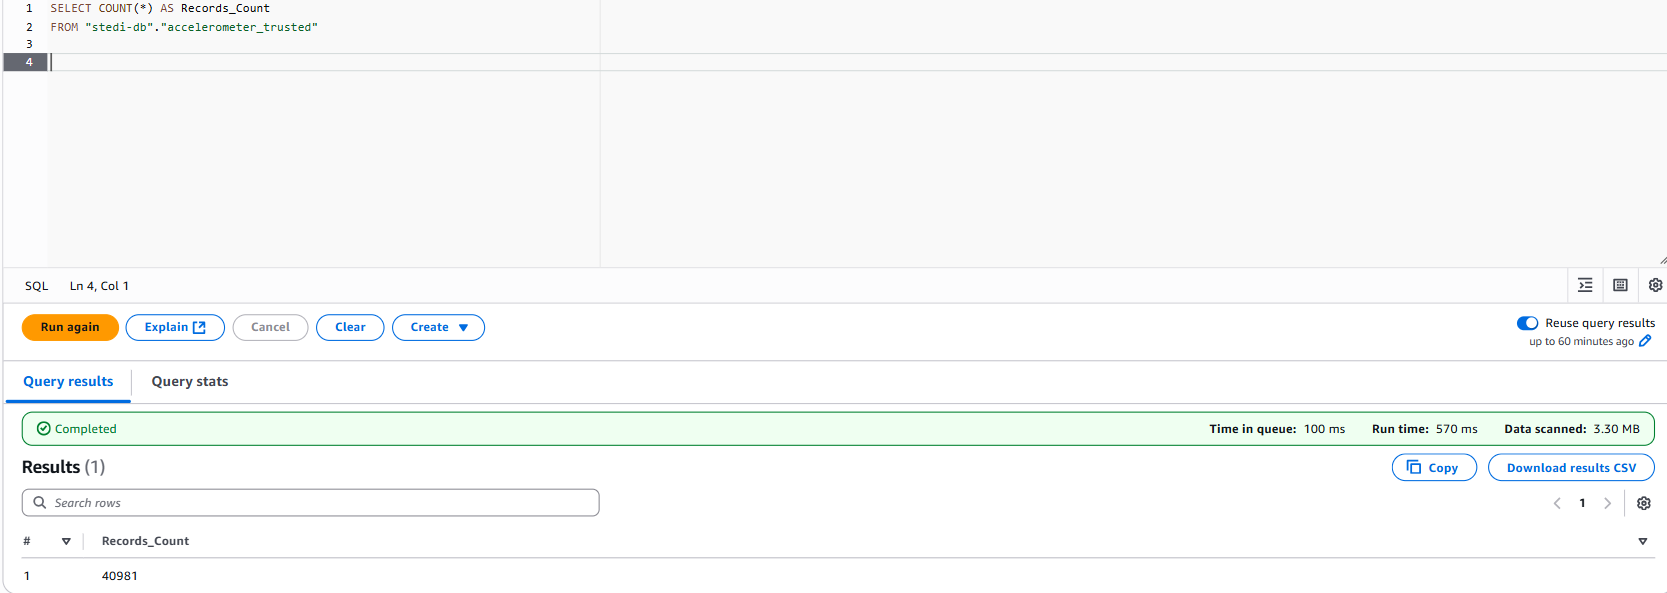 1 SELECT COUNT(*) AS Records_Count
2 FROM "stedi-db"."accelerometer_trusted"
3
4
SQL Ln 4, Col 1
Run again Explain Cancel Clear Create Reuse query results
up to 60 minutes ago
Query results Query stats
Completed Time in queue: 100 ms Run time: 570 ms Data scanned: 3.30 MB
Results (1) Copy Download results CSV
Search rows 1
# Records_Count
1 40981